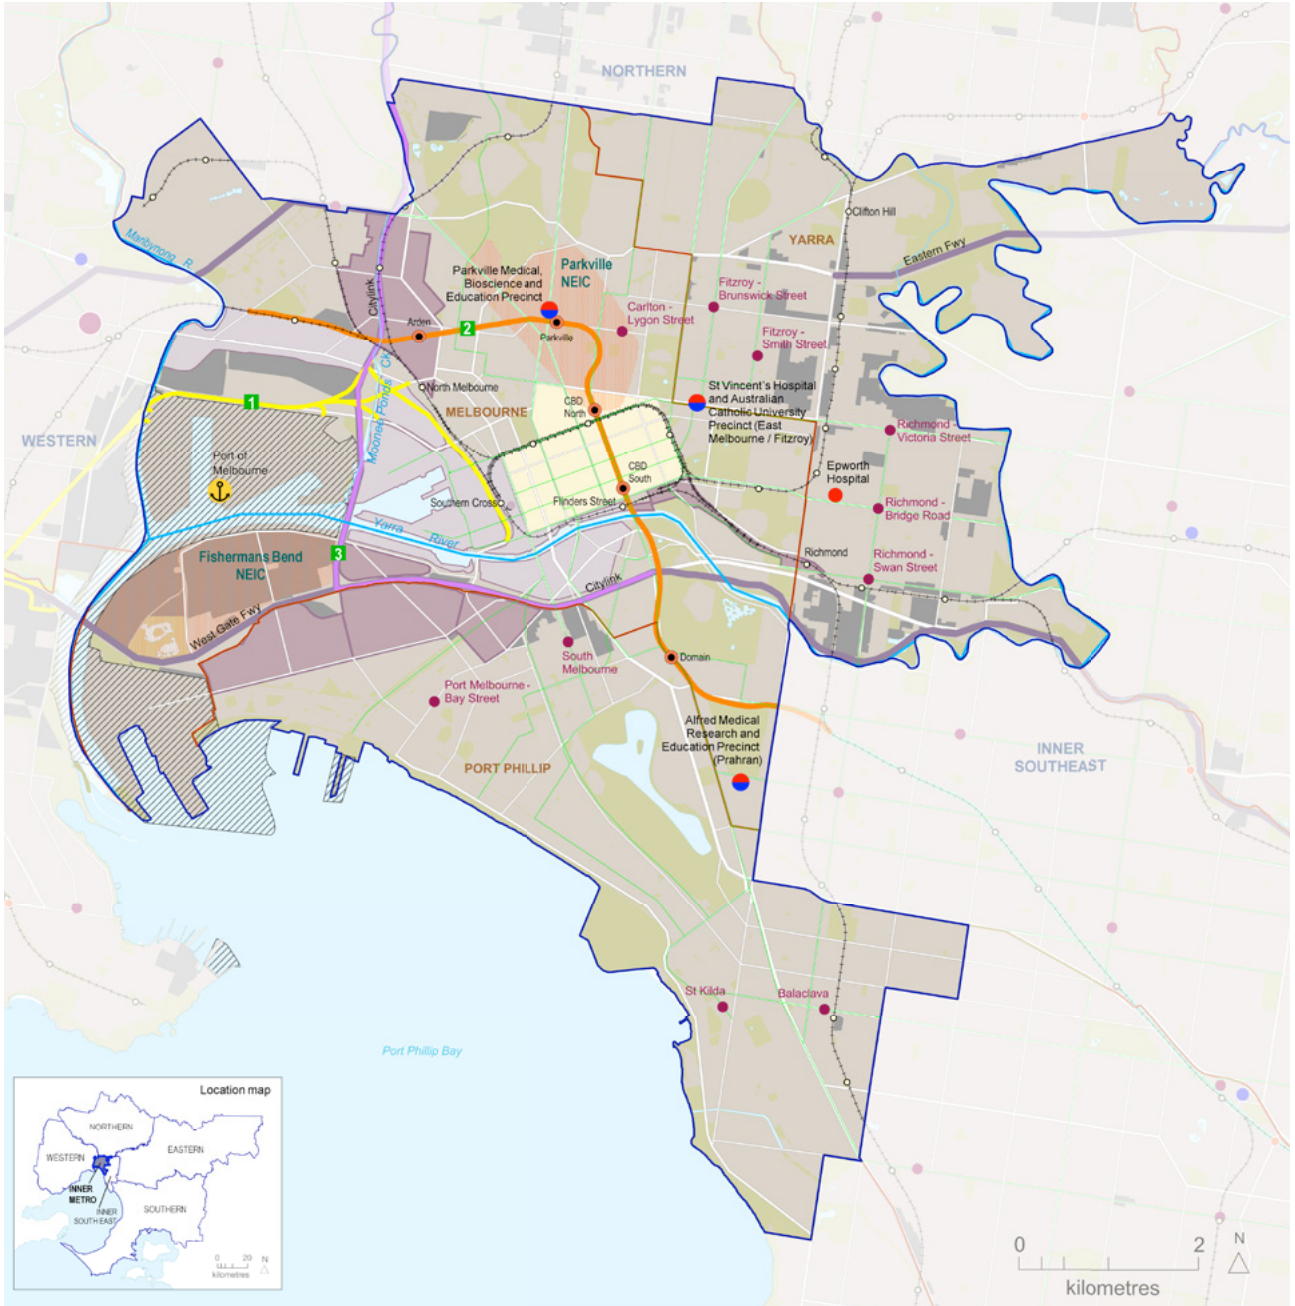 NORTHERN
Clifton Hill
YARRA
Eastern Fwy
Maribyrnong R
Citylink
Parkville Medical,
Bioscience and
Education Precinct
Parkville
NEIC
Fitzroy -
Brunswick Street
Carlton -
Lygon Street
Fitzroy -
Smith Street
Arden
2
Parkville
Moonee Ponds Ck
North Melbourne
1
MELBOURNE
CBD
North
St Vincent's Hospital
and Australian
Catholic University
Precinct (East
Melbourne / Fitzroy)
WESTERN
Richmond -
Victoria Street
Port of
Melbourne
CBD
South
Epworth
Hospital
Southern Cross
Flinders Street
Richmond -
Bridge Road
Yarra
River
Fishermans Bend
NEIC
3
Richmond
Richmond -
Swan Street
Citylink
West Gate Fwy
South
Melbourne
Domain
Port Melbourne -
Bay Street
Alfred Medical
Research and
Education Precinct
(Prahran)
INNER
SOUTHEAST
PORT PHILLIP
St Kilda
Balaclava
Port Phillip Bay
Location map
NORTHERN
WESTERN
EASTERN
INNER
METRO
INNER
SOUTH EAST
SOUTHERN
0 20
kilometres
N
0 2
kilometres
N